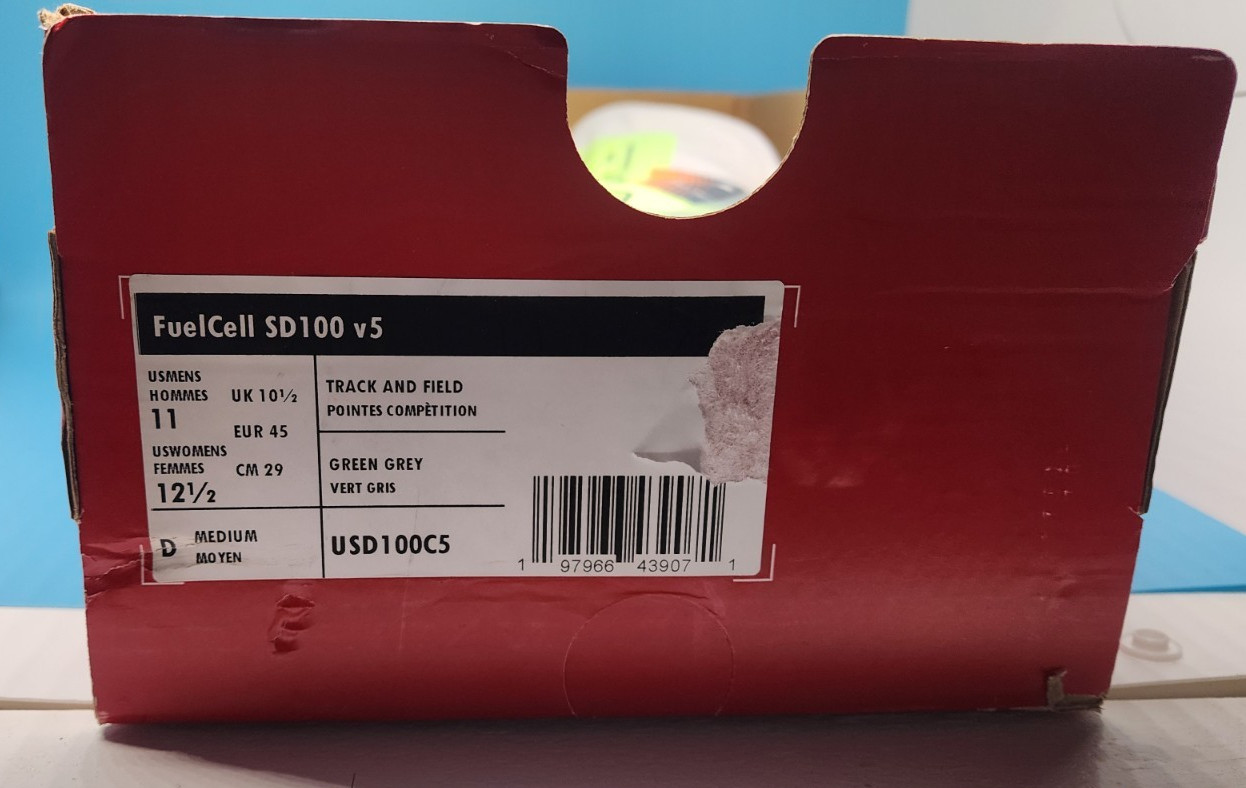 FuelCell SD100 v5
USMENS
HOMMES
11
UK 10½
EUR 45
USWOMENS
FEMMES
12½
CM 29
D
MEDIUM
MOYEN
TRACK AND FIELD
POINTES COMPÈTITION
GREEN GREY
VERT GRIS
USD100C5
1 97966 43907 1